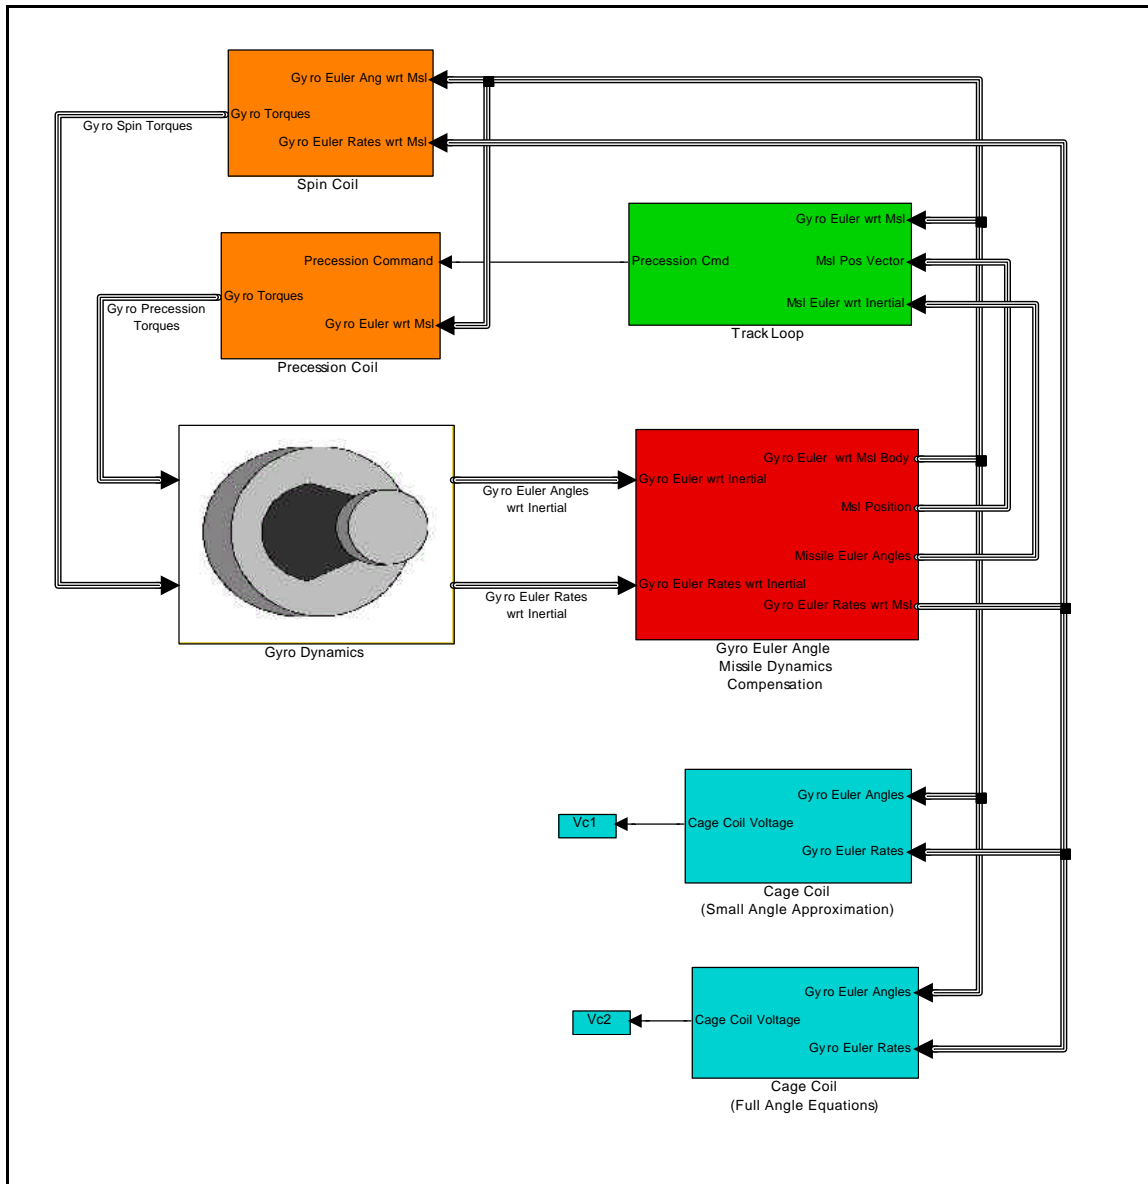 Gyro Euler Ang wrt Msl
Gyro Torques
Gyro Euler Rates wrt Msl
Spin Coil
Gyro Spin Torques
Gyro Euler wrt Msl
Precession Cmd
Msl Pos Vector
Msl Euler wrt Inertial
Track Loop
Precession Command
Gyro Torques
Gyro Euler wrt Msl
Precession Coil
Gyro Precession
Torques
Gyro Dynamics
Gyro Euler Angles
wrt Inertial
Gyro Euler Rates
wrt Inertial
Gyro Euler wrt Msl Body
Gyro Euler wrt Inertial
Msl Position
Missile Euler Angles
Gyro Euler Rates wrt Inertial
Gyro Euler Rates wrt Msl
Gyro Euler Angle
Missile Dynamics
Compensation
Gyro Euler Angles
Vc1
Cage Coil Voltage
Gyro Euler Rates
Cage Coil
(Small Angle Approximation)
Gyro Euler Angles
Vc2
Cage Coil Voltage
Gyro Euler Rates
Cage Coil
(Full Angle Equations)